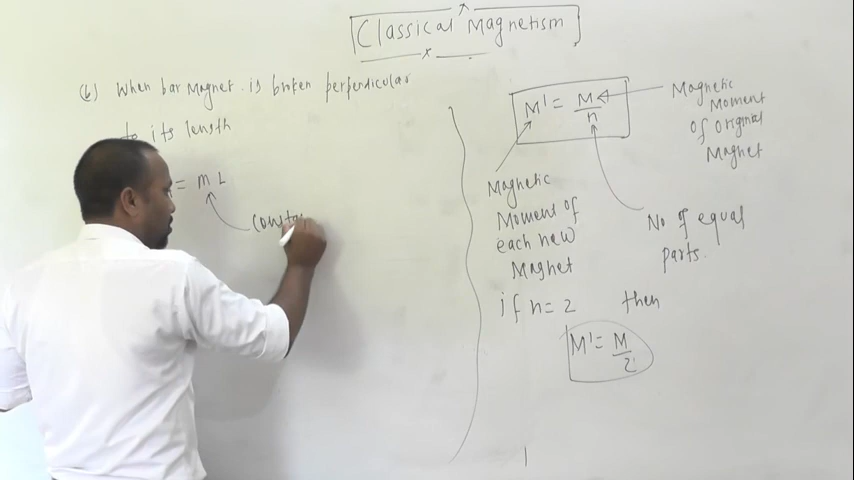 Classical Magnetism
(b) When bar Magnet is broken perpendicular
to its length
= m L
Consta
M' = M/n
Magnetic
Moment
of original
Magnet
Magnetic
Moment of
each new
Magnet
No of equal
parts.
if n = 2 then
M' = M/2